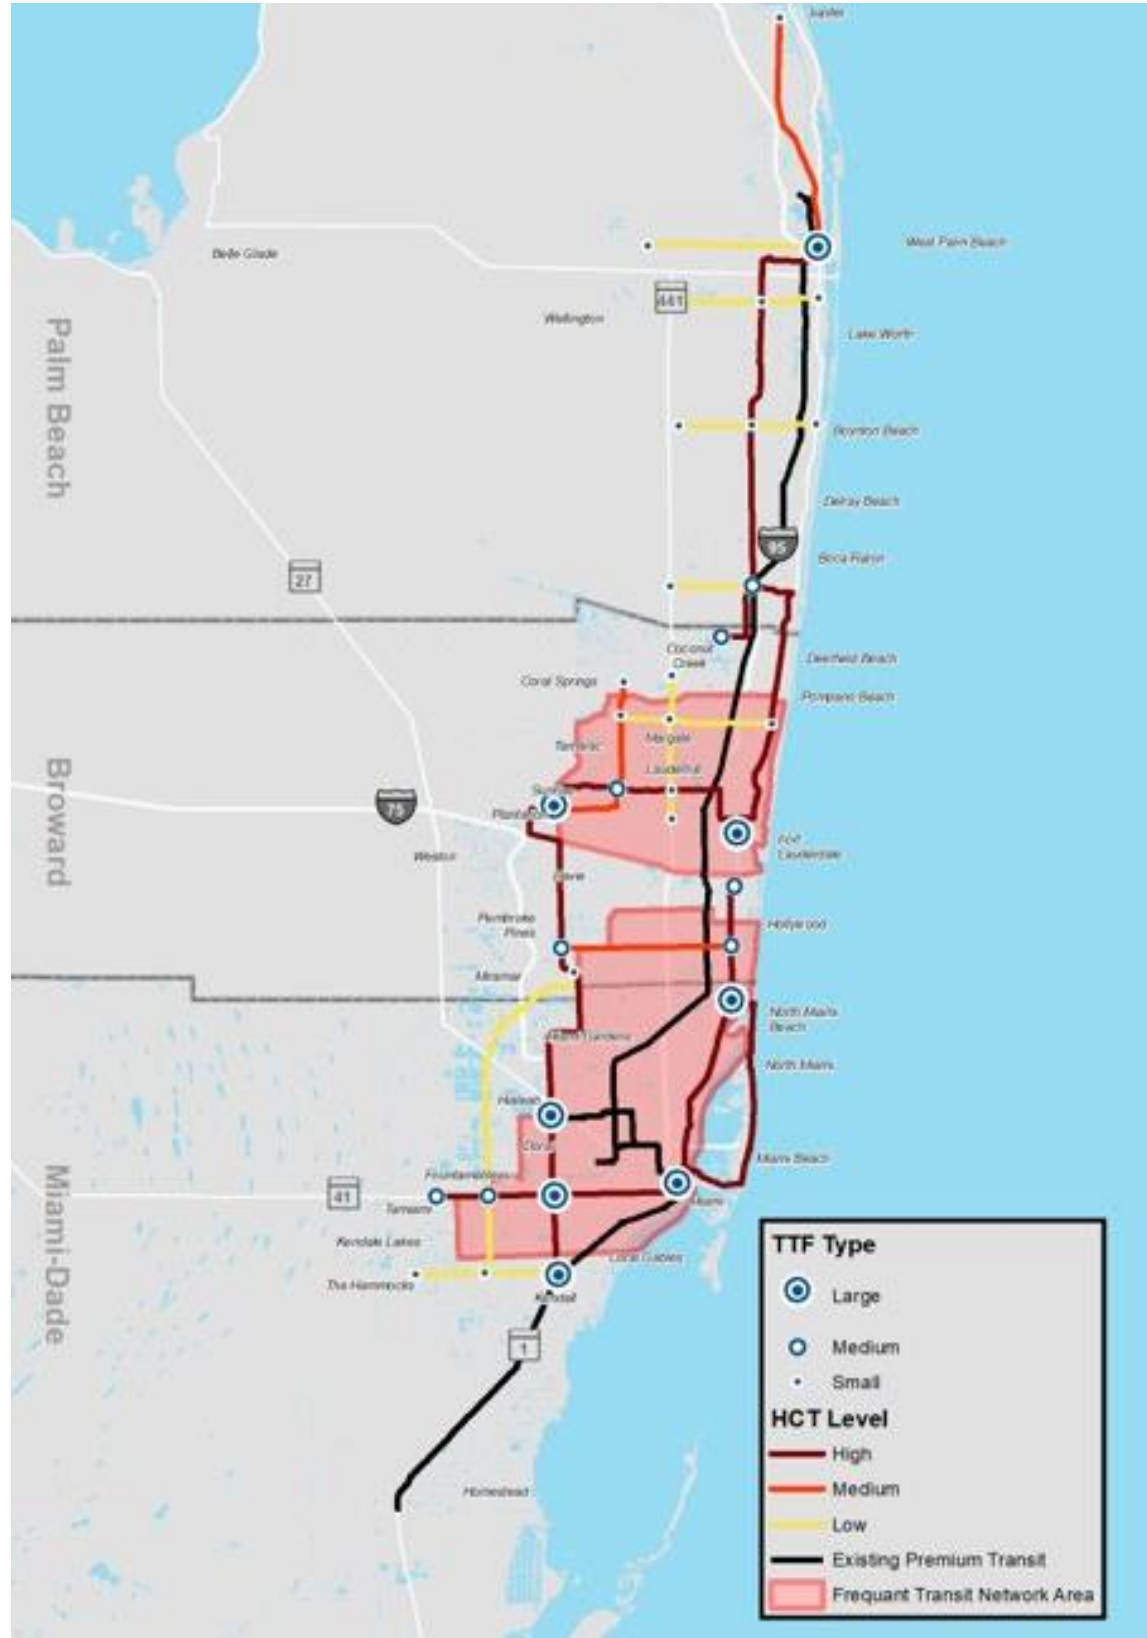 Jupiter
West Palm Beach
Belle Glade
441
Wellington
Lake Worth
Palm Beach
Boynton Beach
Delray Beach
95
Boca Raton
27
Coconut
Creek
Deerfield Beach
Coral Springs
Pompano Beach
Tamarac
Margate
Lauderhill
Broward
75
Sunrise
Plantation
Fort
Lauderdale
Weston
Davie
Pembroke
Pines
Hollywood
Miramar
North Miami
Beach
Miami Gardens
North Miami
Hialeah
Doral
Miami Beach
Miami-Dade
Fountainbleau
41
Tamiami
Miami
Kendale Lakes
Coral Gables
The Hammocks
Kendall
1
Homestead
TTF Type
Large
Medium
Small
HCT Level
High
Medium
Low
Existing Premium Transit
Frequant Transit Network Area